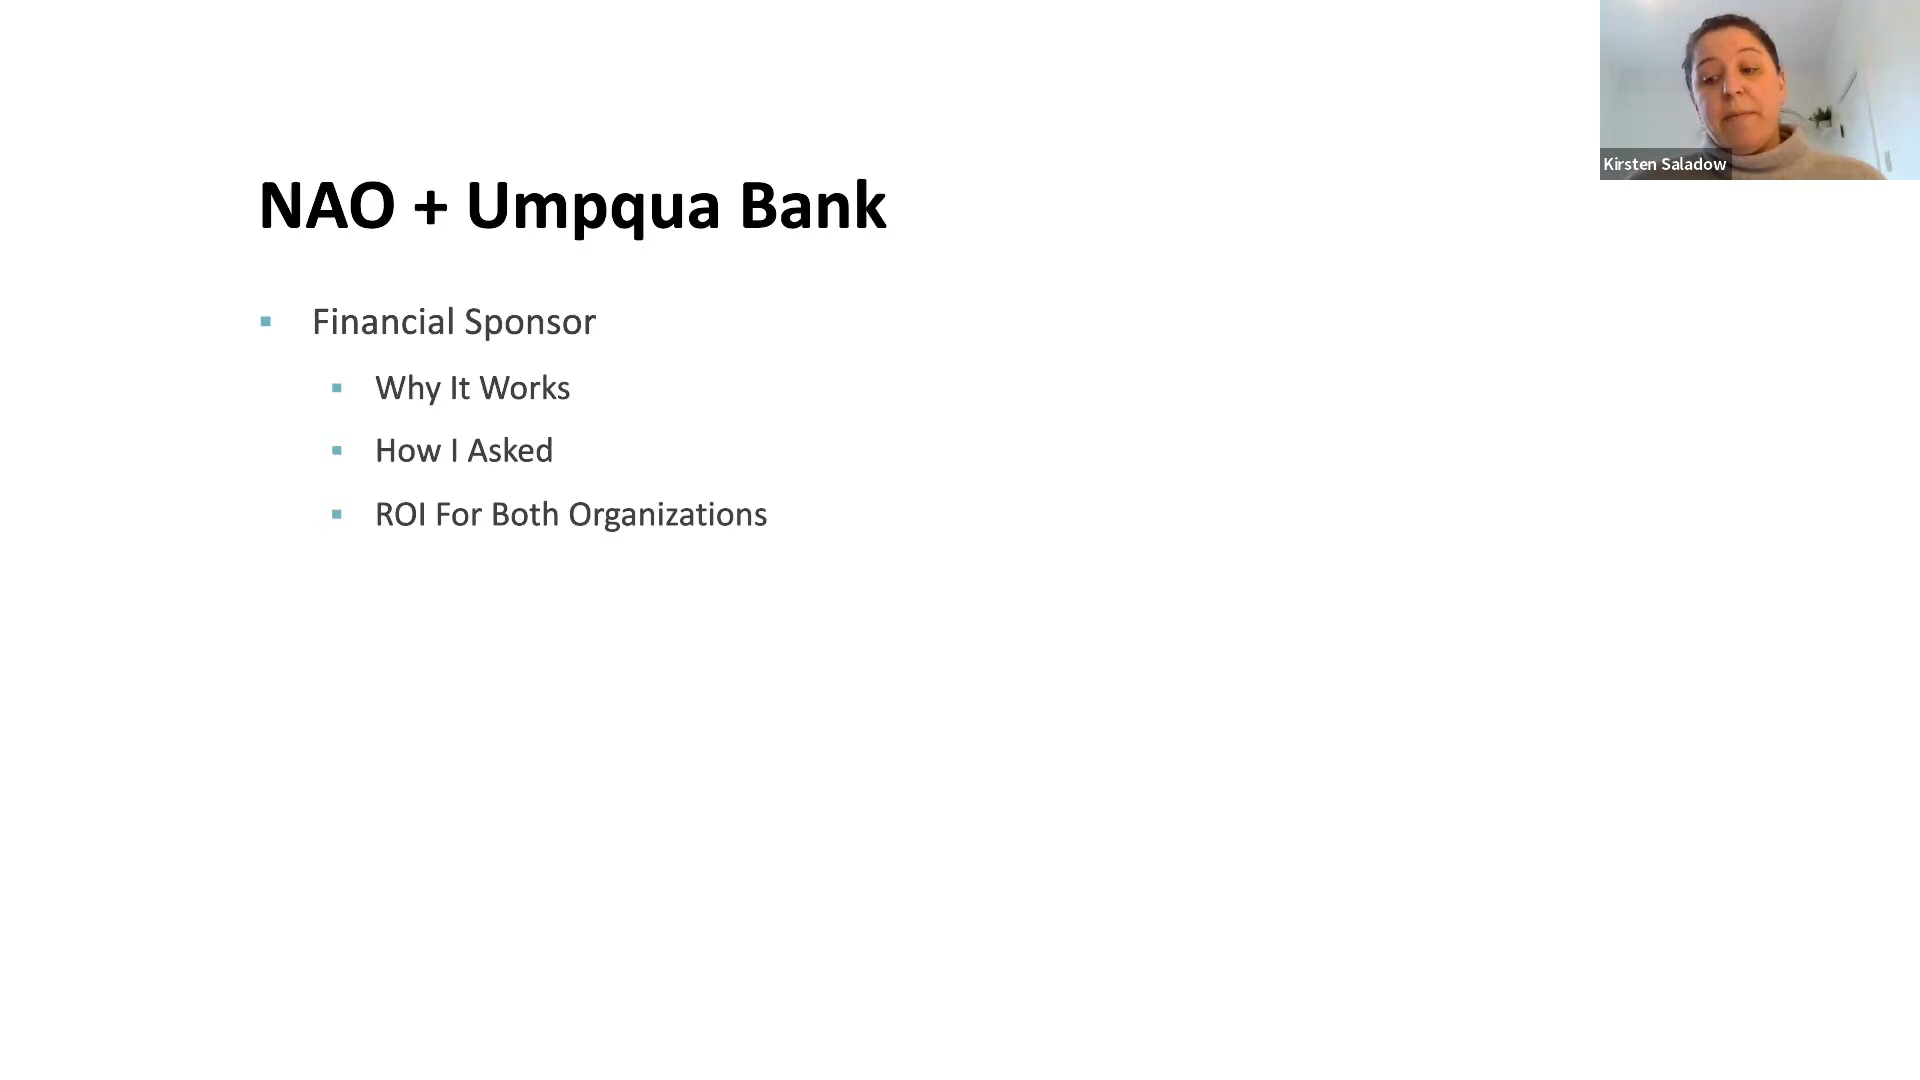 NAO + Umpqua Bank
Financial Sponsor
Why It Works
How I Asked
ROI For Both Organizations
Kirsten Saladow